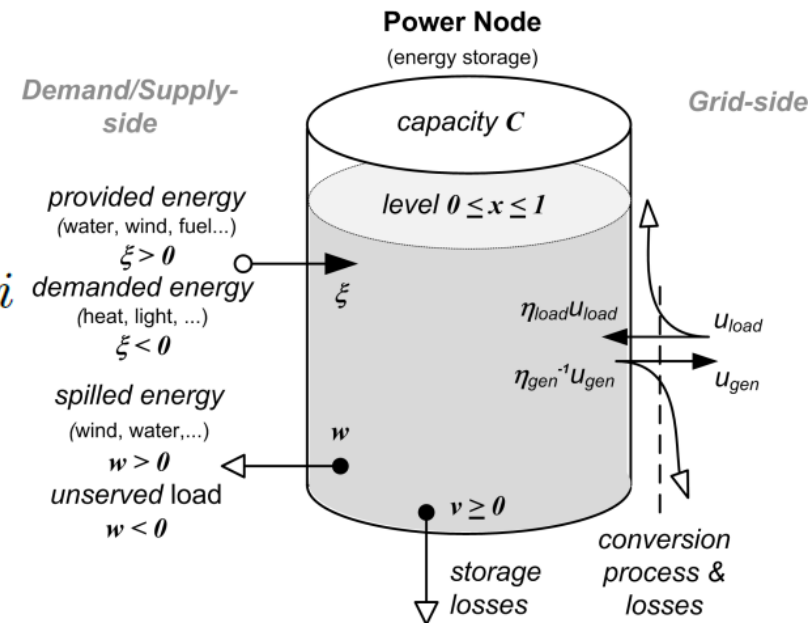 Power Node
(energy storage)
Demand/Supply-
side
Grid-side
capacity C
level 0 ≤ x ≤ 1
provided energy
(water, wind, fuel...)
ξ > 0
i
demanded energy
(heat, light, ...)
ξ < 0
ξ
η_load u_load
u_load
η_gen⁻¹ u_gen
u_gen
spilled energy
(wind, water,...)
w > 0
unserved load
w < 0
w
v ≥ 0
storage
losses
conversion
process &
losses